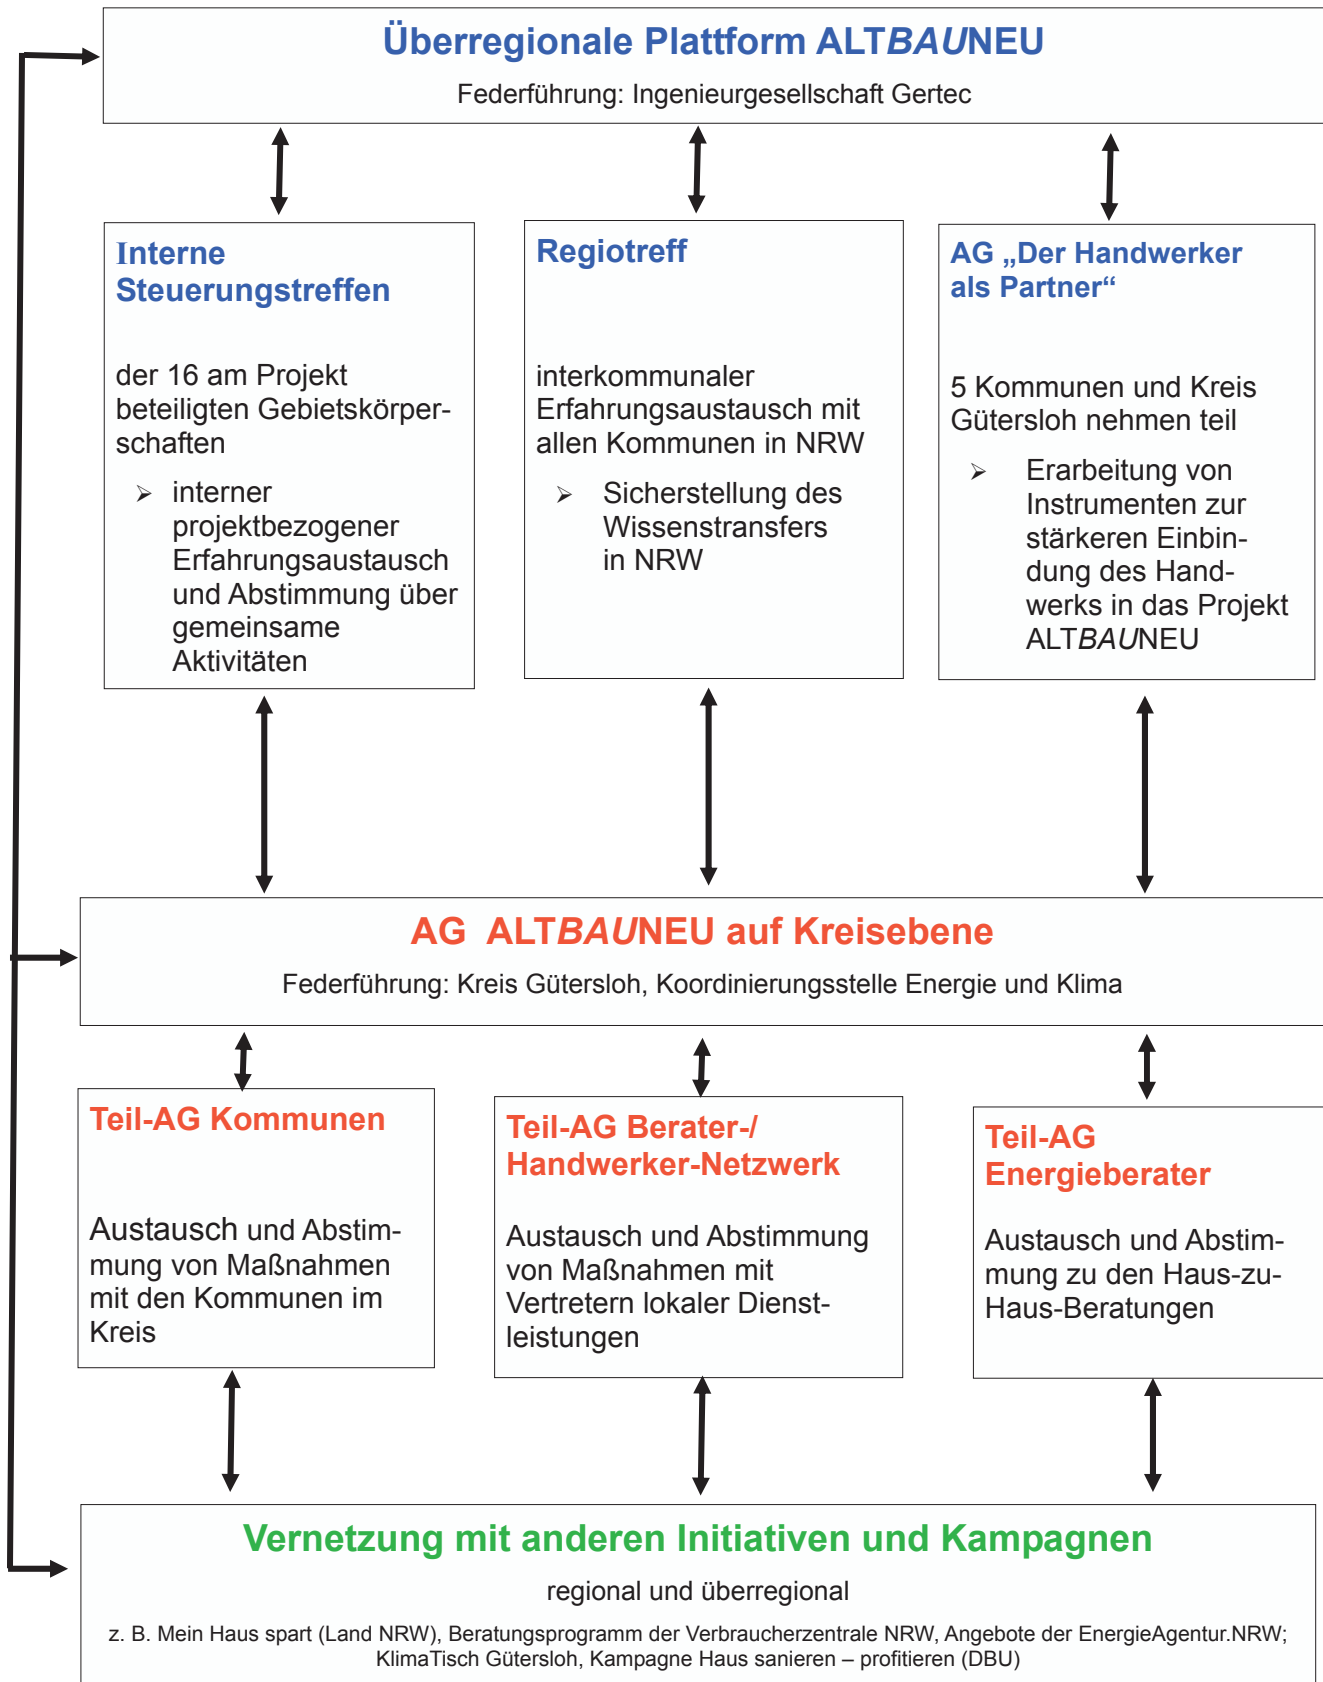 Überregionale Plattform ALTBAUNEU
Federführung: Ingenieurgesellschaft Gertec
Interne
Steuerungstreffen
der 16 am Projekt
beteiligten Gebietskörper-
schaften
➢ interner
projektbezogener
Erfahrungsaustausch
und Abstimmung über
gemeinsame
Aktivitäten
Regiotreff
interkommunaler
Erfahrungsaustausch mit
allen Kommunen in NRW
➢ Sicherstellung des
Wissenstransfers
in NRW
AG „Der Handwerker
als Partner“
5 Kommunen und Kreis
Gütersloh nehmen teil
➢ Erarbeitung von
Instrumenten zur
stärkeren Einbin-
dung des Hand-
werks in das Projekt
ALTBAUNEU
AG ALTBAUNEU auf Kreisebene
Federführung: Kreis Gütersloh, Koordinierungsstelle Energie und Klima
Teil-AG Kommunen
Austausch und Abstim-
mung von Maßnahmen
mit den Kommunen im
Kreis
Teil-AG Berater-/
Handwerker-Netzwerk
Austausch und Abstimmung
von Maßnahmen mit
Vertretern lokaler Dienst-
leistungen
Teil-AG
Energieberater
Austausch und Abstim-
mung zu den Haus-zu-
Haus-Beratungen
Vernetzung mit anderen Initiativen und Kampagnen
regional und überregional
z. B. Mein Haus spart (Land NRW), Beratungsprogramm der Verbraucherzentrale NRW, Angebote der EnergieAgentur.NRW;
KlimaTisch Gütersloh, Kampagne Haus sanieren – profitieren (DBU)